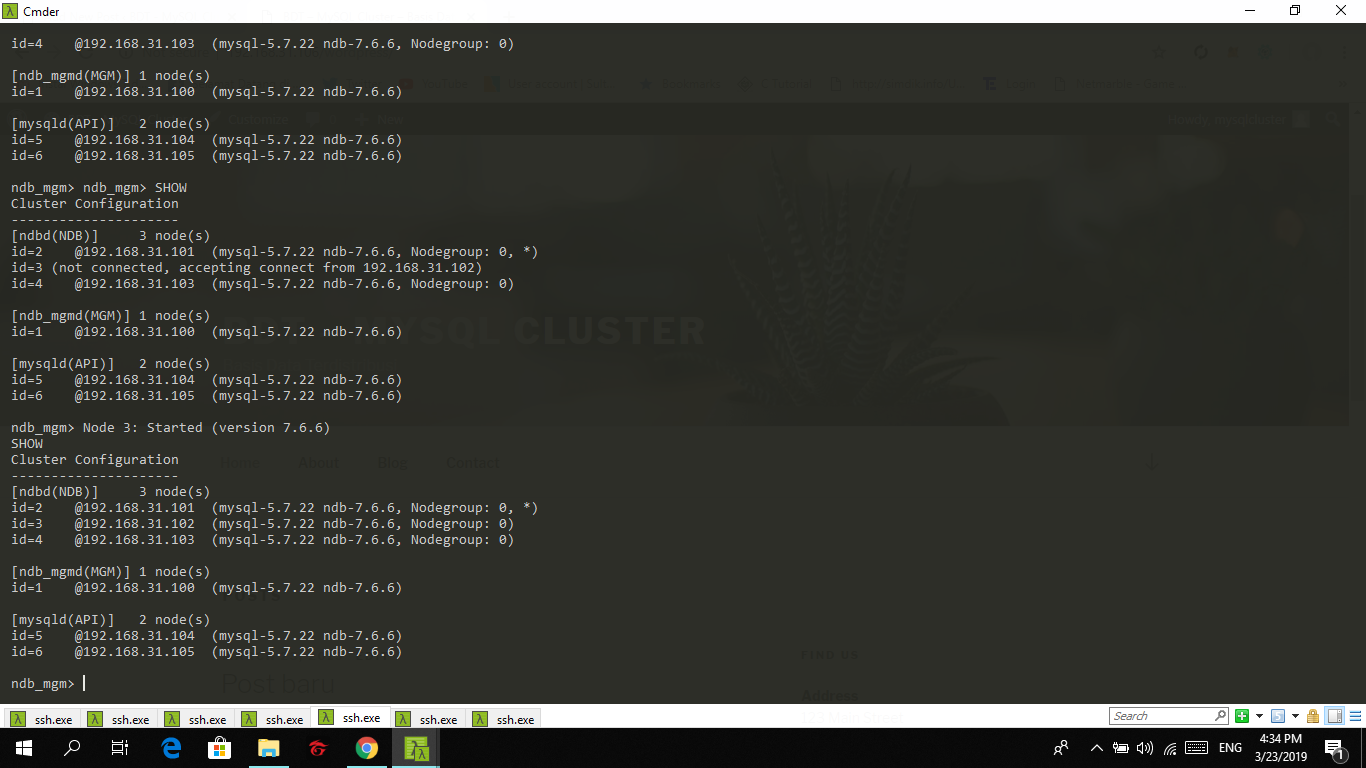 Cmder
id=4    @192.168.31.103  (mysql-5.7.22 ndb-7.6.6, Nodegroup: 0)
[ndb_mgmd(MGM)] 1 node(s)
id=1    @192.168.31.100  (mysql-5.7.22 ndb-7.6.6)
[mysqld(API)]   2 node(s)
id=5    @192.168.31.104  (mysql-5.7.22 ndb-7.6.6)
id=6    @192.168.31.105  (mysql-5.7.22 ndb-7.6.6)
ndb_mgm> ndb_mgm> SHOW
Cluster Configuration
---------------------
[ndbd(NDB)]     3 node(s)
id=2    @192.168.31.101  (mysql-5.7.22 ndb-7.6.6, Nodegroup: 0, *)
id=3 (not connected, accepting connect from 192.168.31.102)
id=4    @192.168.31.103  (mysql-5.7.22 ndb-7.6.6, Nodegroup: 0)
[ndb_mgmd(MGM)] 1 node(s)
id=1    @192.168.31.100  (mysql-5.7.22 ndb-7.6.6)
MYSQL CLUSTER
[mysqld(API)]   2 node(s)
id=5    @192.168.31.104  (mysql-5.7.22 ndb-7.6.6)
id=6    @192.168.31.105  (mysql-5.7.22 ndb-7.6.6)
ndb_mgm> Node 3: Started (version 7.6.6)
SHOW
Cluster Configuration
Home About Blog Contact
---------------------
[ndbd(NDB)]     3 node(s)
id=2    @192.168.31.101  (mysql-5.7.22 ndb-7.6.6, Nodegroup: 0, *)
id=3    @192.168.31.102  (mysql-5.7.22 ndb-7.6.6, Nodegroup: 0)
id=4    @192.168.31.103  (mysql-5.7.22 ndb-7.6.6, Nodegroup: 0)
[ndb_mgmd(MGM)] 1 node(s)
id=1    @192.168.31.100  (mysql-5.7.22 ndb-7.6.6)
[mysqld(API)]   2 node(s)
id=5    @192.168.31.104  (mysql-5.7.22 ndb-7.6.6)
id=6    @192.168.31.105  (mysql-5.7.22 ndb-7.6.6)
FIND US
ndb_mgm>
Post baru
Address
ssh.exe ssh.exe ssh.exe ssh.exe ssh.exe ssh.exe ssh.exe
Search
ENG
4:34 PM
3/23/2019
1